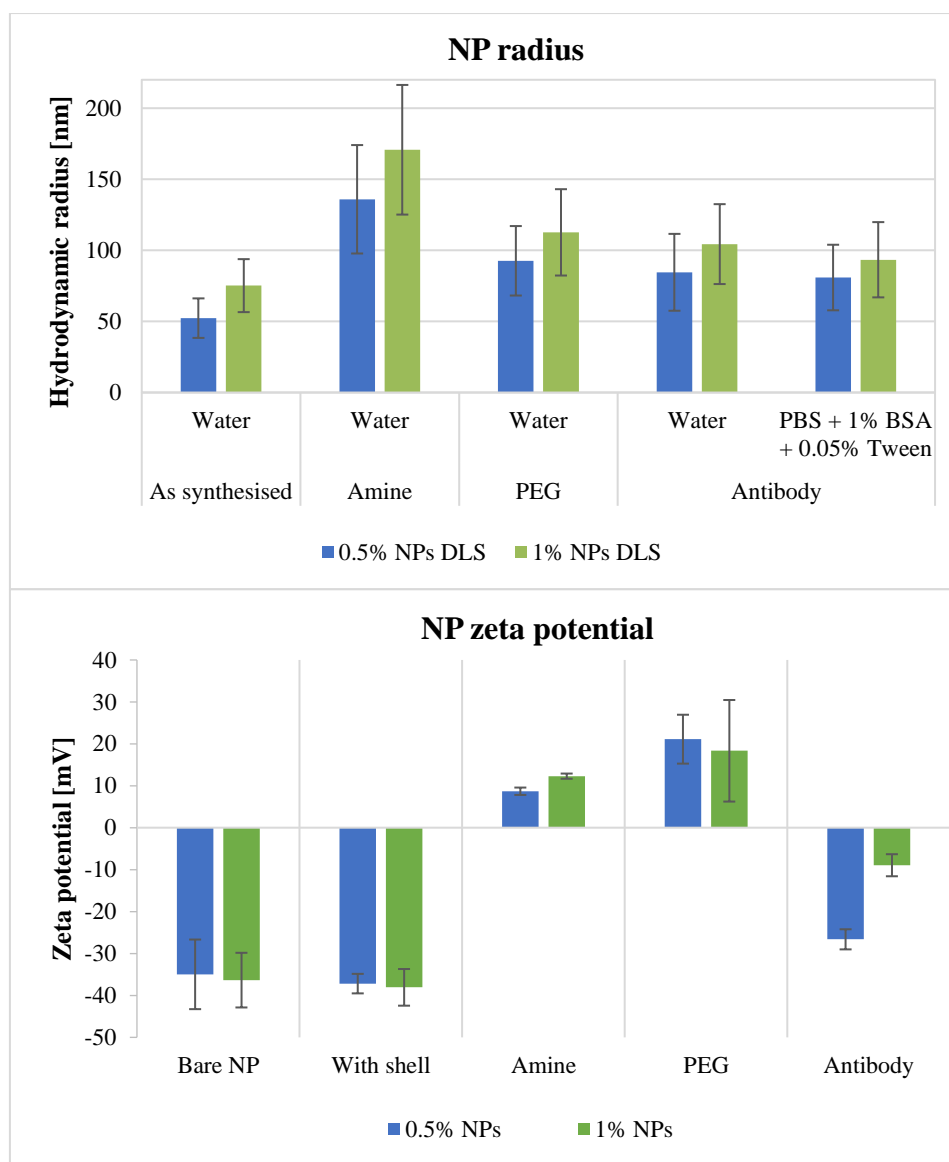 NP radius
Hydrodynamic radius [nm]
200
150
100
50
0
Water
Water
Water
Water
PBS + 1% BSA
+ 0.05% Tween
As synthesised
Amine
PEG
Antibody
0.5% NPs DLS
1% NPs DLS
NP zeta potential
Zeta potential [mV]
40
30
20
10
0
-10
-20
-30
-40
-50
Bare NP
With shell
Amine
PEG
Antibody
0.5% NPs
1% NPs